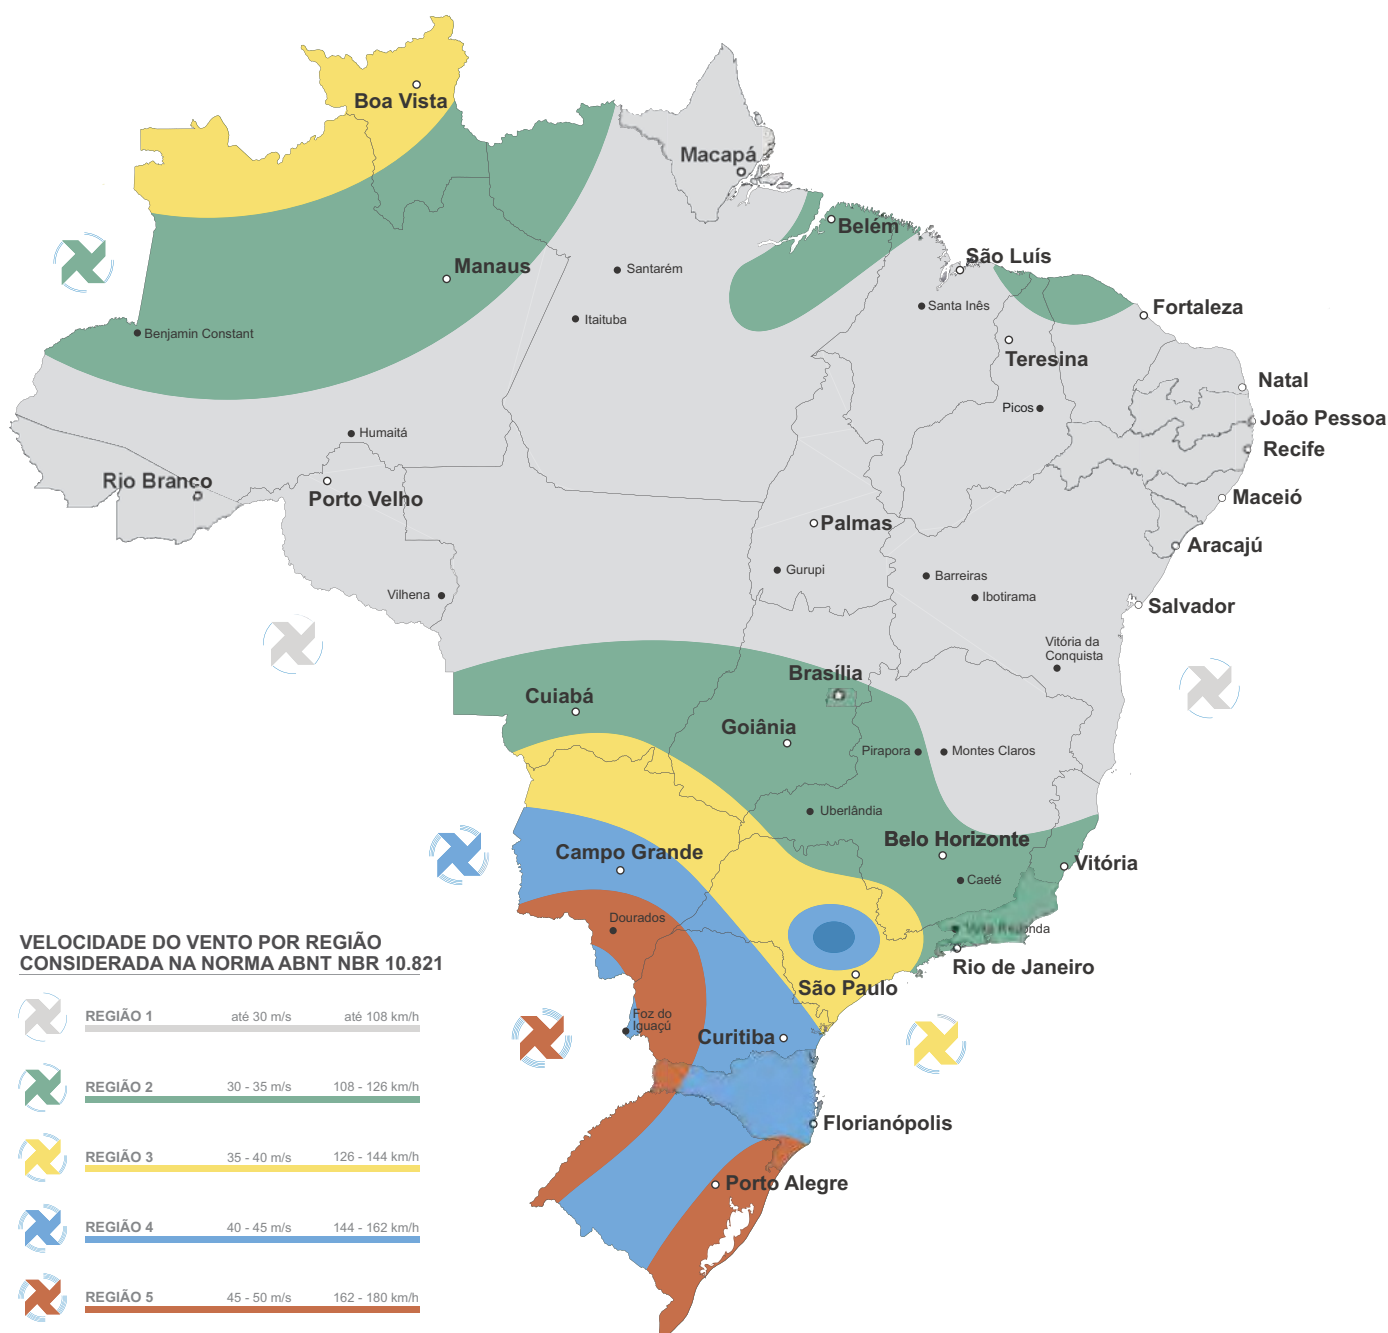 Boa Vista
Macapá
Belém
Manaus
Santarém
São Luís
Santa Inês
Fortaleza
Itaituba
Benjamin Constant
Teresina
Natal
Picos
João Pessoa
Humaitá
Recife
Rio Branco
Porto Velho
Maceió
Palmas
Aracajú
Gurupi
Barreiras
Ibotirama
Vilhena
Salvador
Vitória da
Conquista
Brasília
Cuiabá
Goiânia
Pirapora
Montes Claros
Uberlândia
Belo Horizonte
Campo Grande
Vitória
Caeté
Dourados
Redonda
Rio de Janeiro
São Paulo
Foz do
Iguaçú
Curitiba
Florianópolis
Porto Alegre
VELOCIDADE DO VENTO POR REGIÃO
CONSIDERADA NA NORMA ABNT NBR 10.821
REGIÃO 1 até 30 m/s até 108 km/h
REGIÃO 2 30 - 35 m/s 108 - 126 km/h
REGIÃO 3 35 - 40 m/s 126 - 144 km/h
REGIÃO 4 40 - 45 m/s 144 - 162 km/h
REGIÃO 5 45 - 50 m/s 162 - 180 km/h